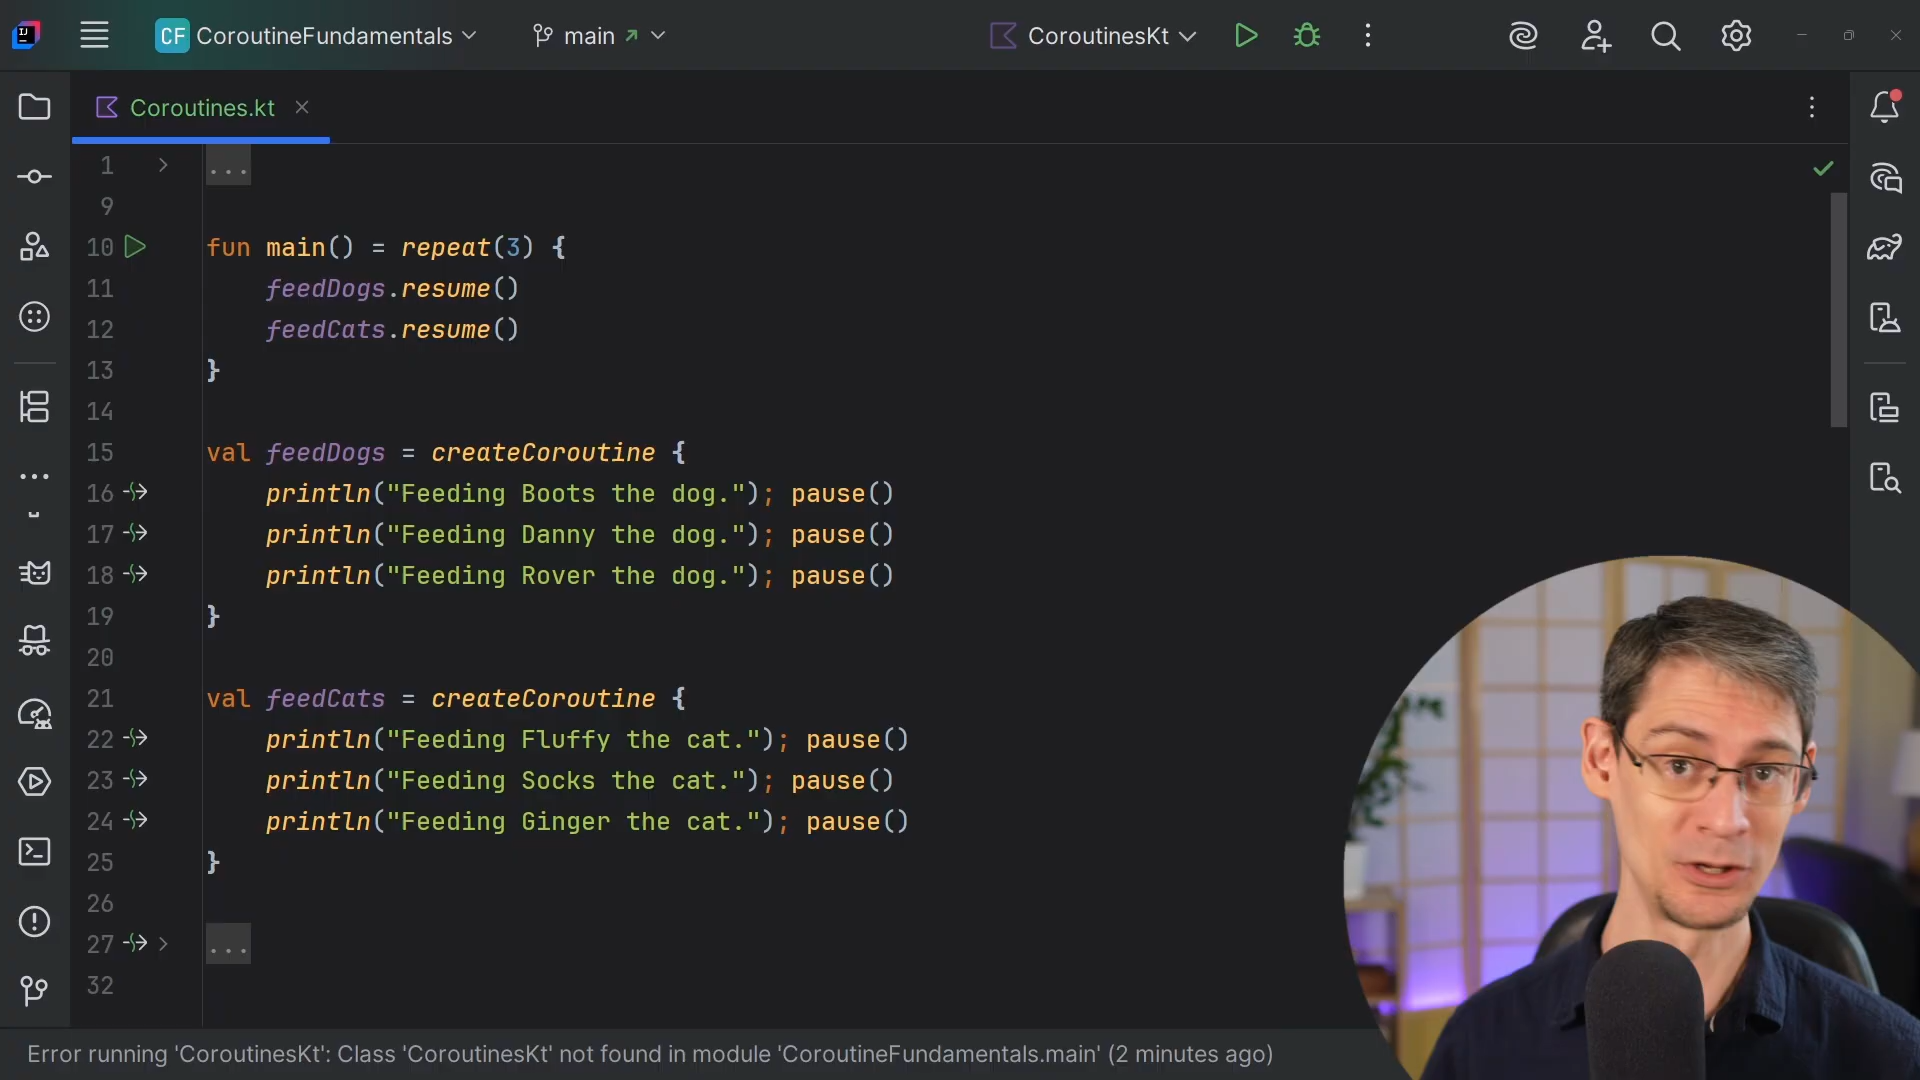 IJ
CF CoroutineFundamentals main CoroutinesKt
Coroutines.kt
1 ...
9
10 fun main() = repeat(3) {
11 feedDogs.resume()
12 feedCats.resume()
13 }
14
15 val feedDogs = createCoroutine {
16 println("Feeding Boots the dog."); pause()
17 println("Feeding Danny the dog."); pause()
18 println("Feeding Rover the dog."); pause()
19 }
20
21 val feedCats = createCoroutine {
22 println("Feeding Fluffy the cat."); pause()
23 println("Feeding Socks the cat."); pause()
24 println("Feeding Ginger the cat."); pause()
25 }
26
27 ...
32
Error running 'CoroutinesKt': Class 'CoroutinesKt' not found in module 'CoroutineFundamentals.main' (2 minutes ago)